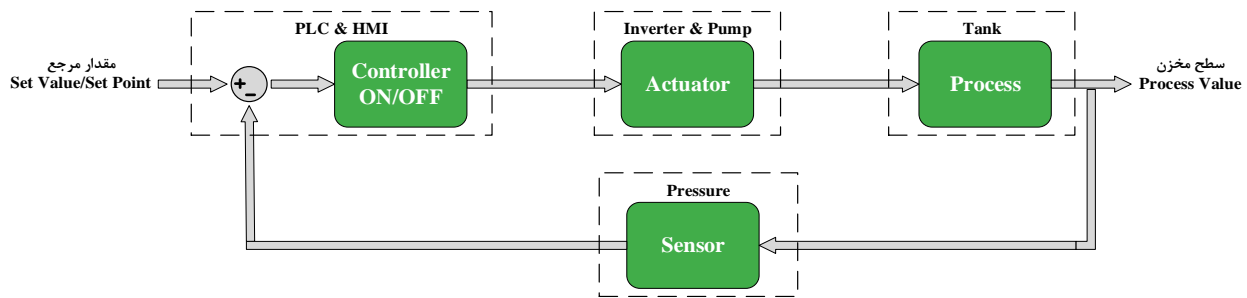 PLC & HMI
Inverter & Pump
Tank
مقدار مرجع
Set Value/Set Point
+
-
Controller
ON/OFF
Actuator
Process
سطح مخزن
Process Value
Pressure
Sensor